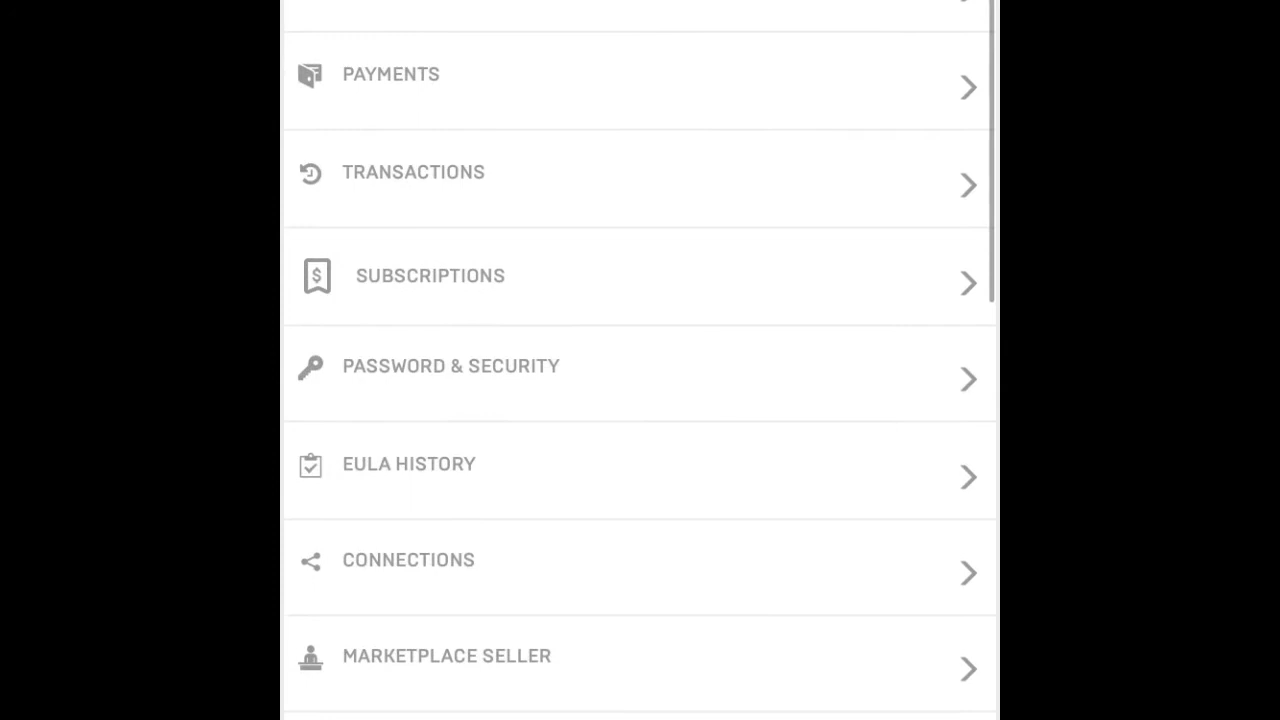 PAYMENTS
TRANSACTIONS
SUBSCRIPTIONS
PASSWORD & SECURITY
EULA HISTORY
CONNECTIONS
MARKETPLACE SELLER